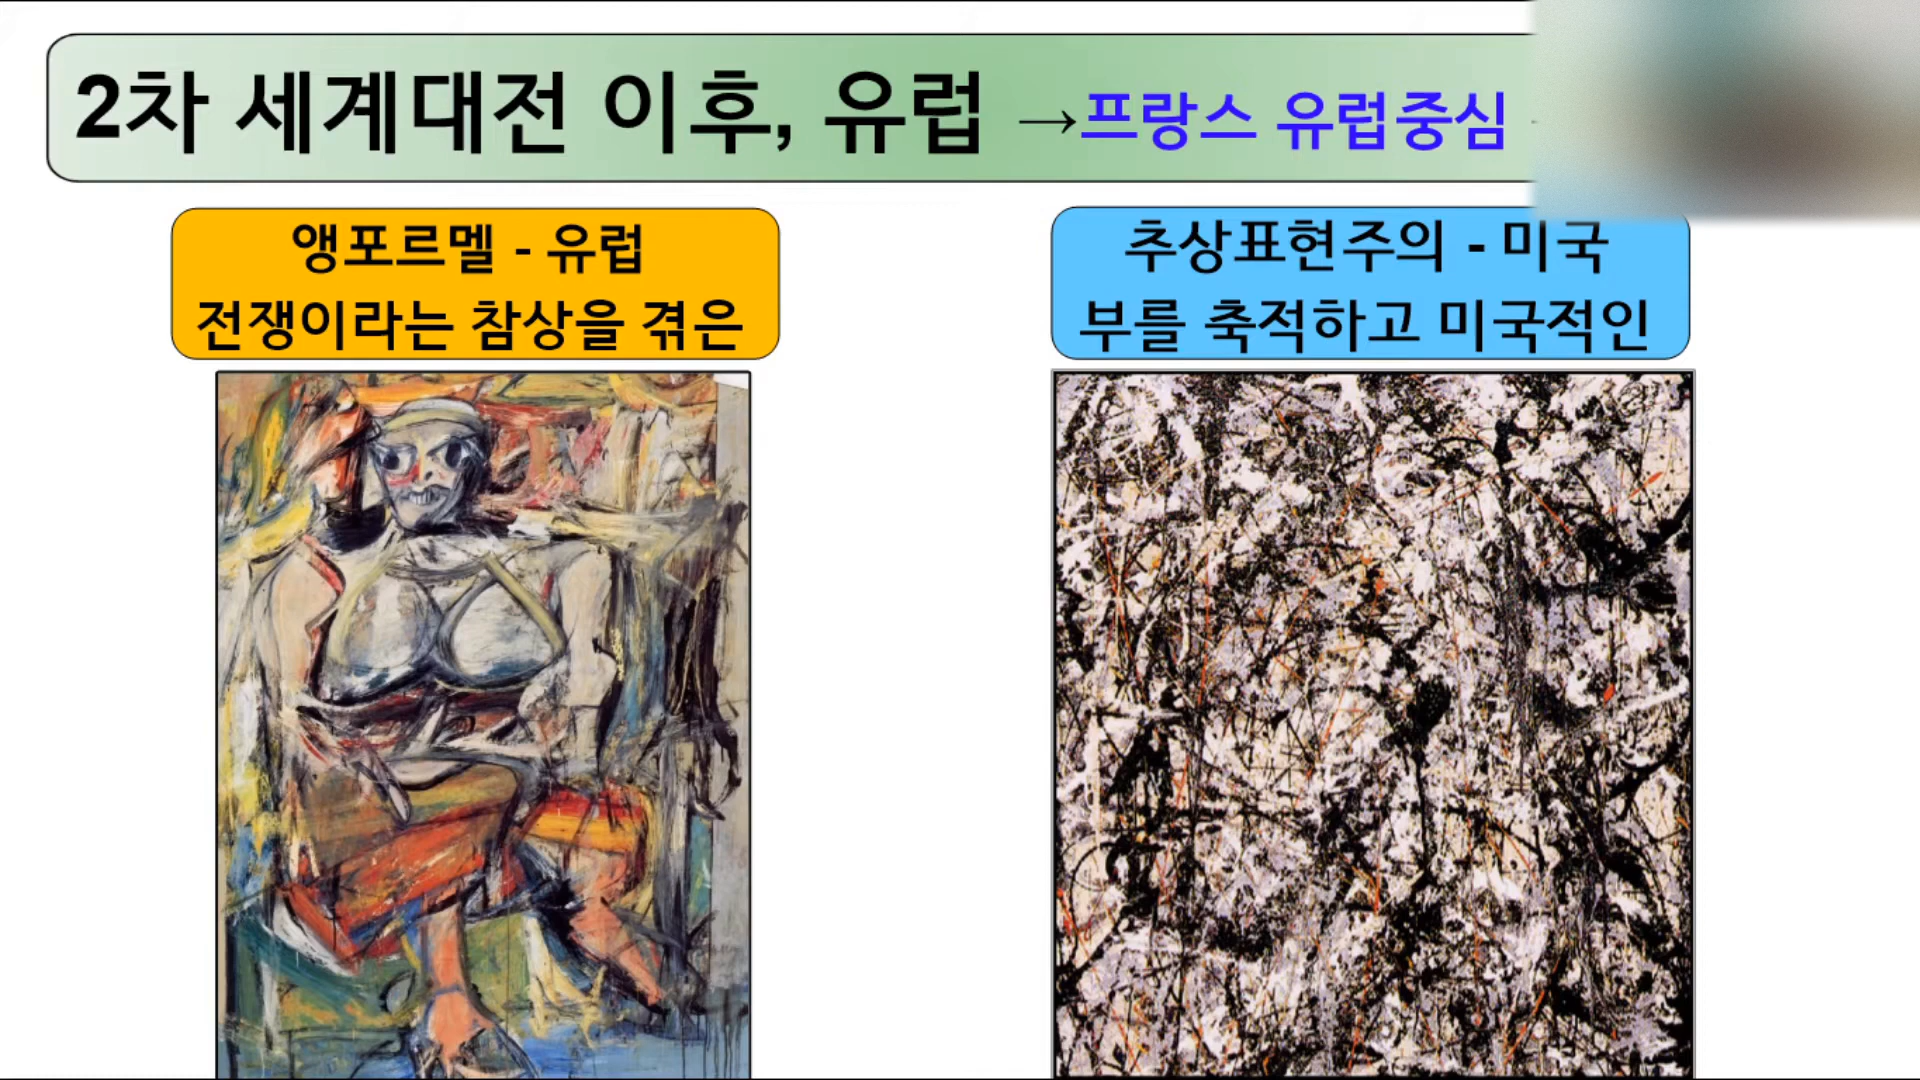 2차 세계대전 이후, 유럽 →프랑스 유럽중심
앵포르멜 - 유럽
전쟁이라는 참상을 겪은
추상표현주의 - 미국
부를 축적하고 미국적인